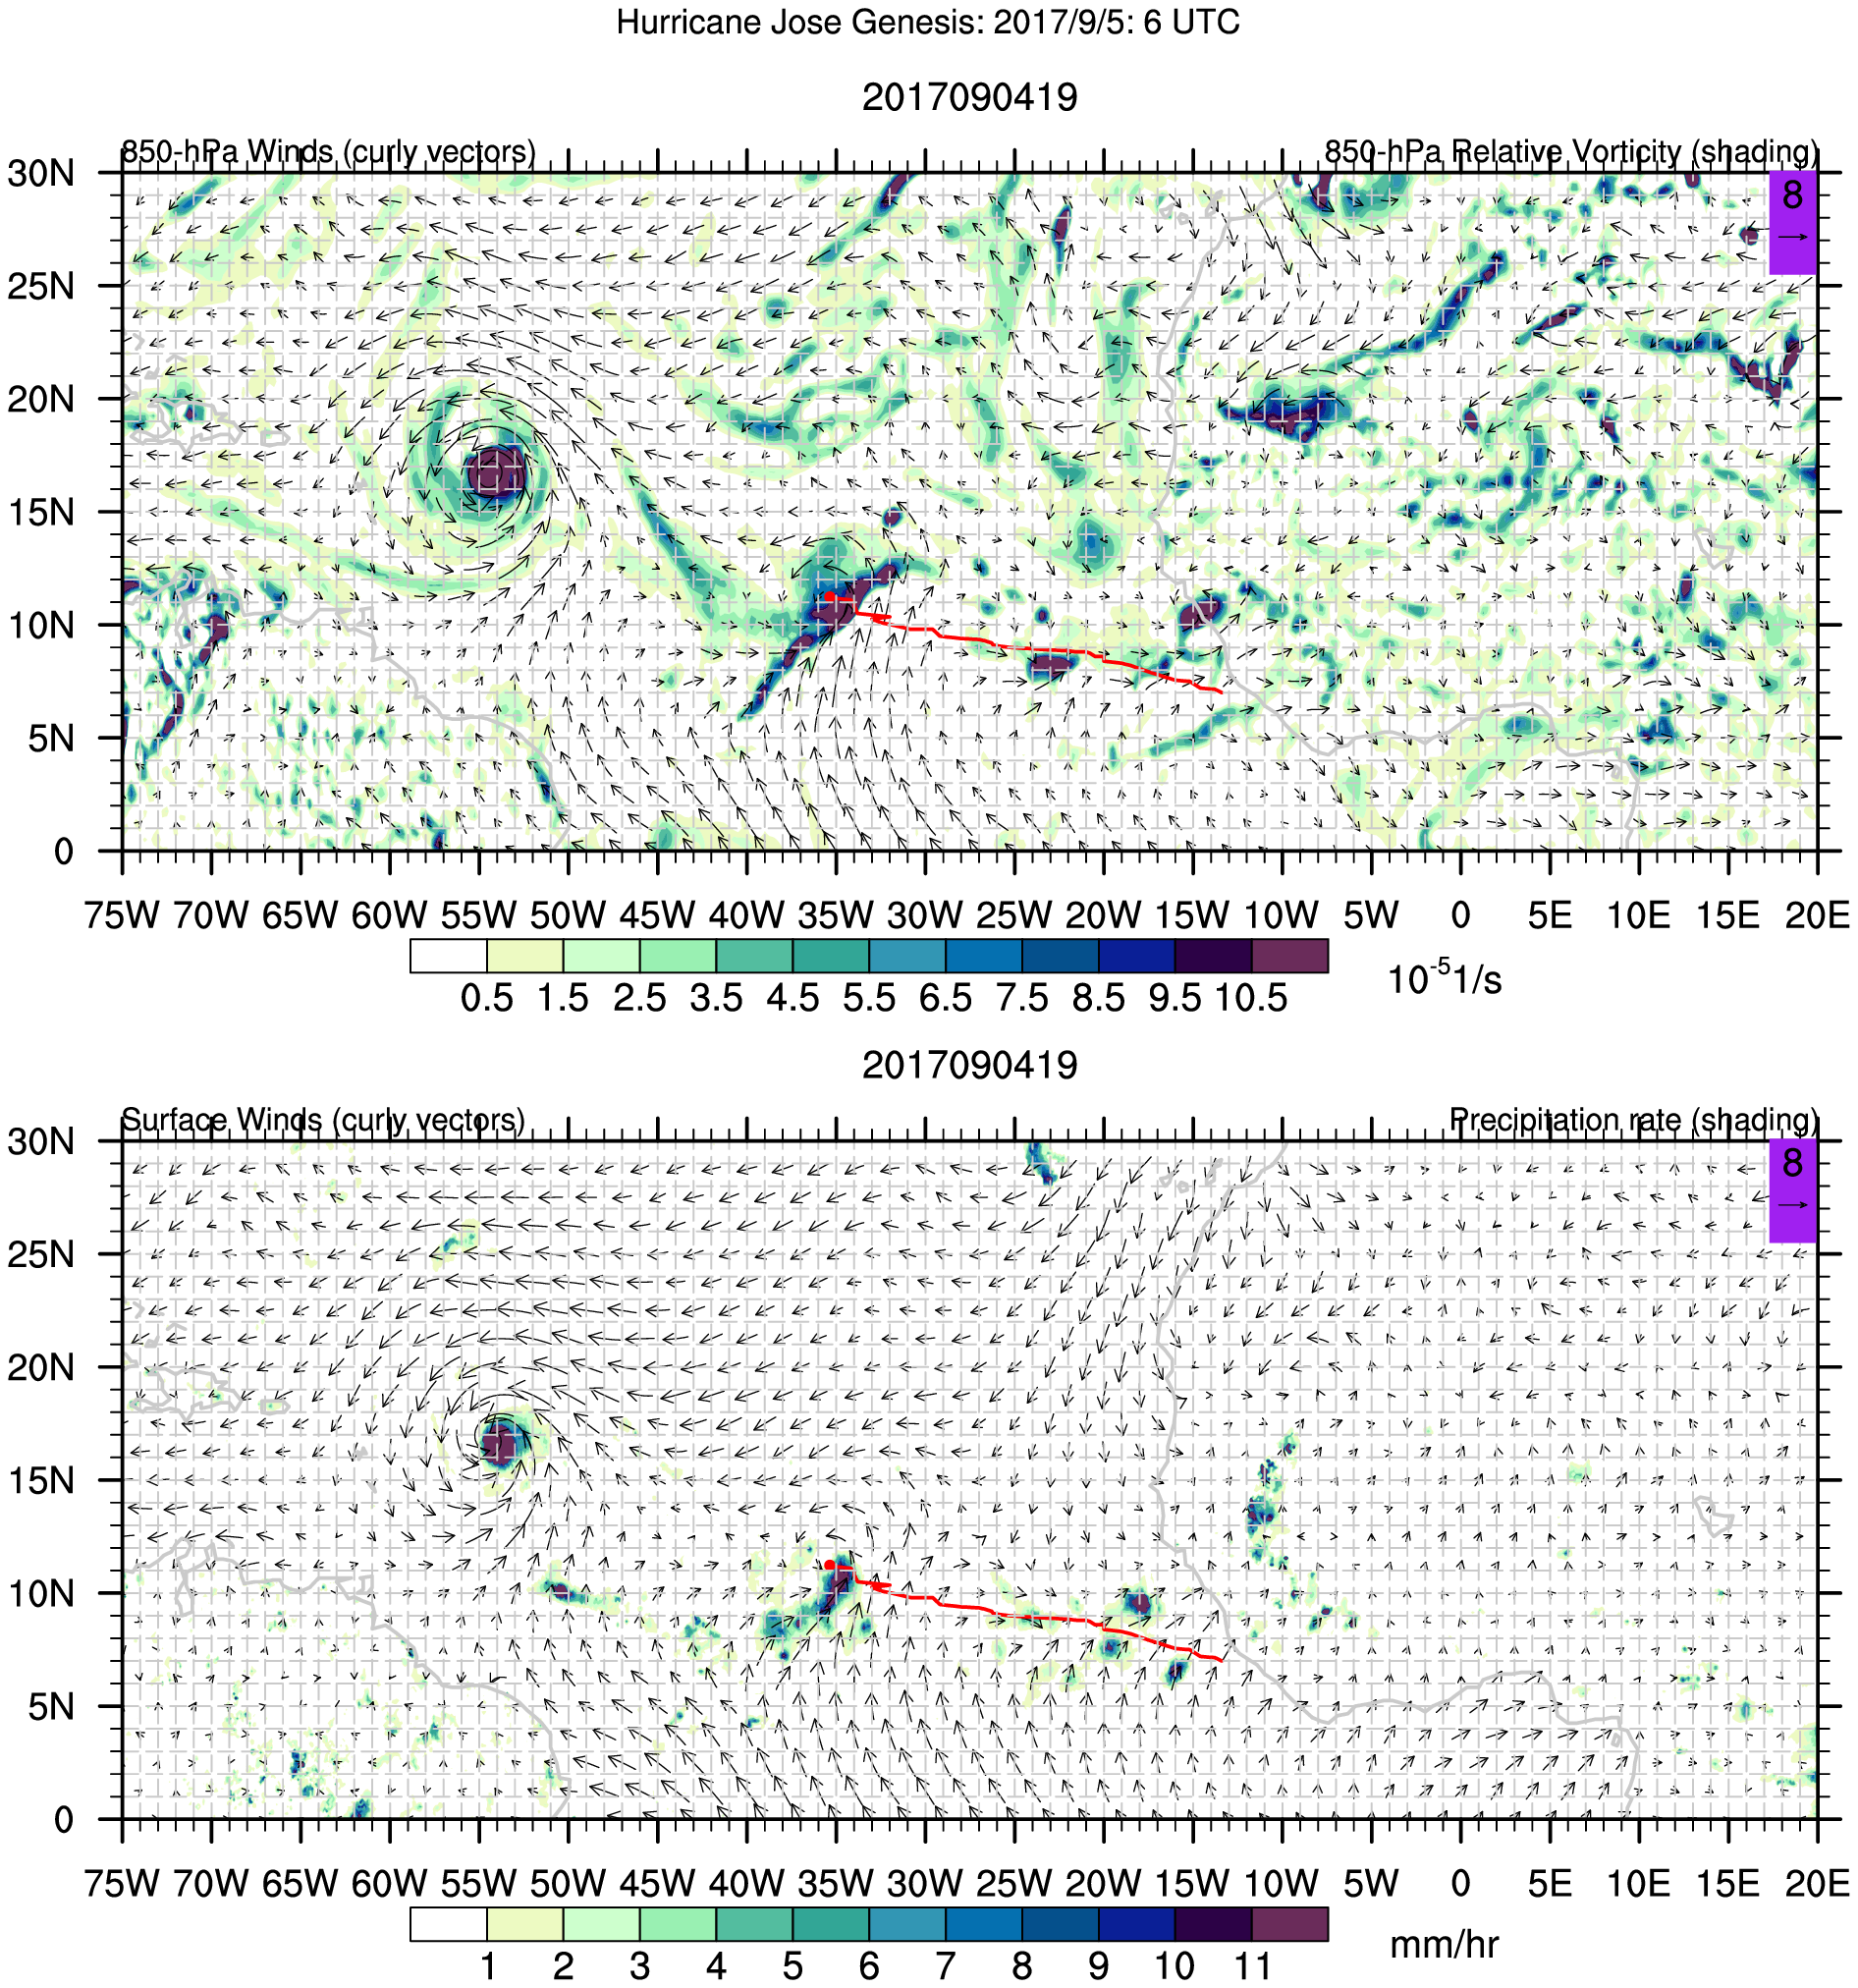 Hurricane Jose Genesis: 2017/9/5: 6 UTC
2017090419
850-hPa Winds (curly vectors) 850-hPa Relative Vorticity (shading)
8
30N
25N
20N
15N
10N
5N
0
75W 70W 65W 60W 55W 50W 45W 40W 35W 30W 25W 20W 15W 10W 5W 0 5E 10E 15E 20E
0.5 1.5 2.5 3.5 4.5 5.5 6.5 7.5 8.5 9.5 10.5
10⁻⁵1/s
2017090419
Surface Winds (curly vectors) Precipitation rate (shading)
8
30N
25N
20N
15N
10N
5N
0
75W 70W 65W 60W 55W 50W 45W 40W 35W 30W 25W 20W 15W 10W 5W 0 5E 10E 15E 20E
1 2 3 4 5 6 7 8 9 10 11
mm/hr